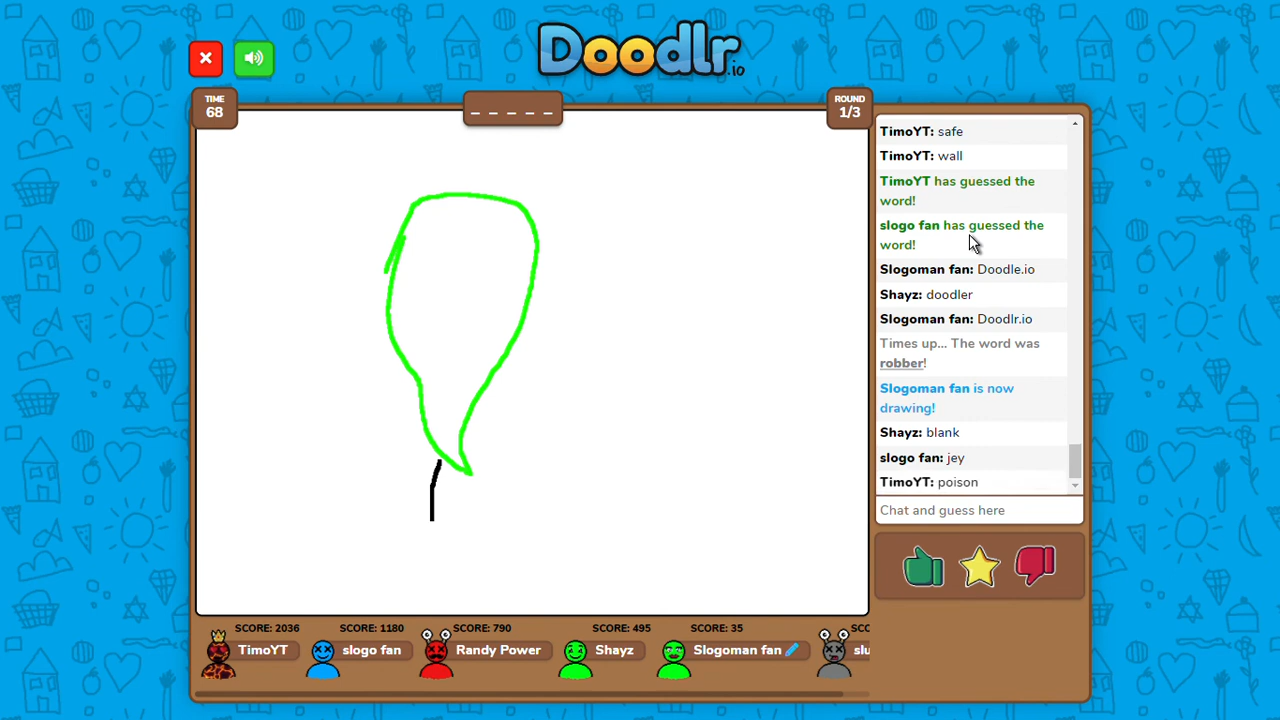 Doodlr
.io
TIME
68
_ _ _ _ _
ROUND
1/3
TimoYT: safe
TimoYT: wall
TimoYT has guessed the
word!
slogo fan has guessed the
word!
Slogoman fan: Doodle.io
Shayz: doodler
Slogoman fan: Doodlr.io
Times up... The word was
robber!
Slogoman fan is now
drawing!
Shayz: blank
slogo fan: jey
TimoYT: poison
Chat and guess here
SCORE: 2036
TimoYT
SCORE: 1180
slogo fan
SCORE: 790
Randy Power
SCORE: 495
Shayz
SCORE: 35
Slogoman fan
SCO
slu